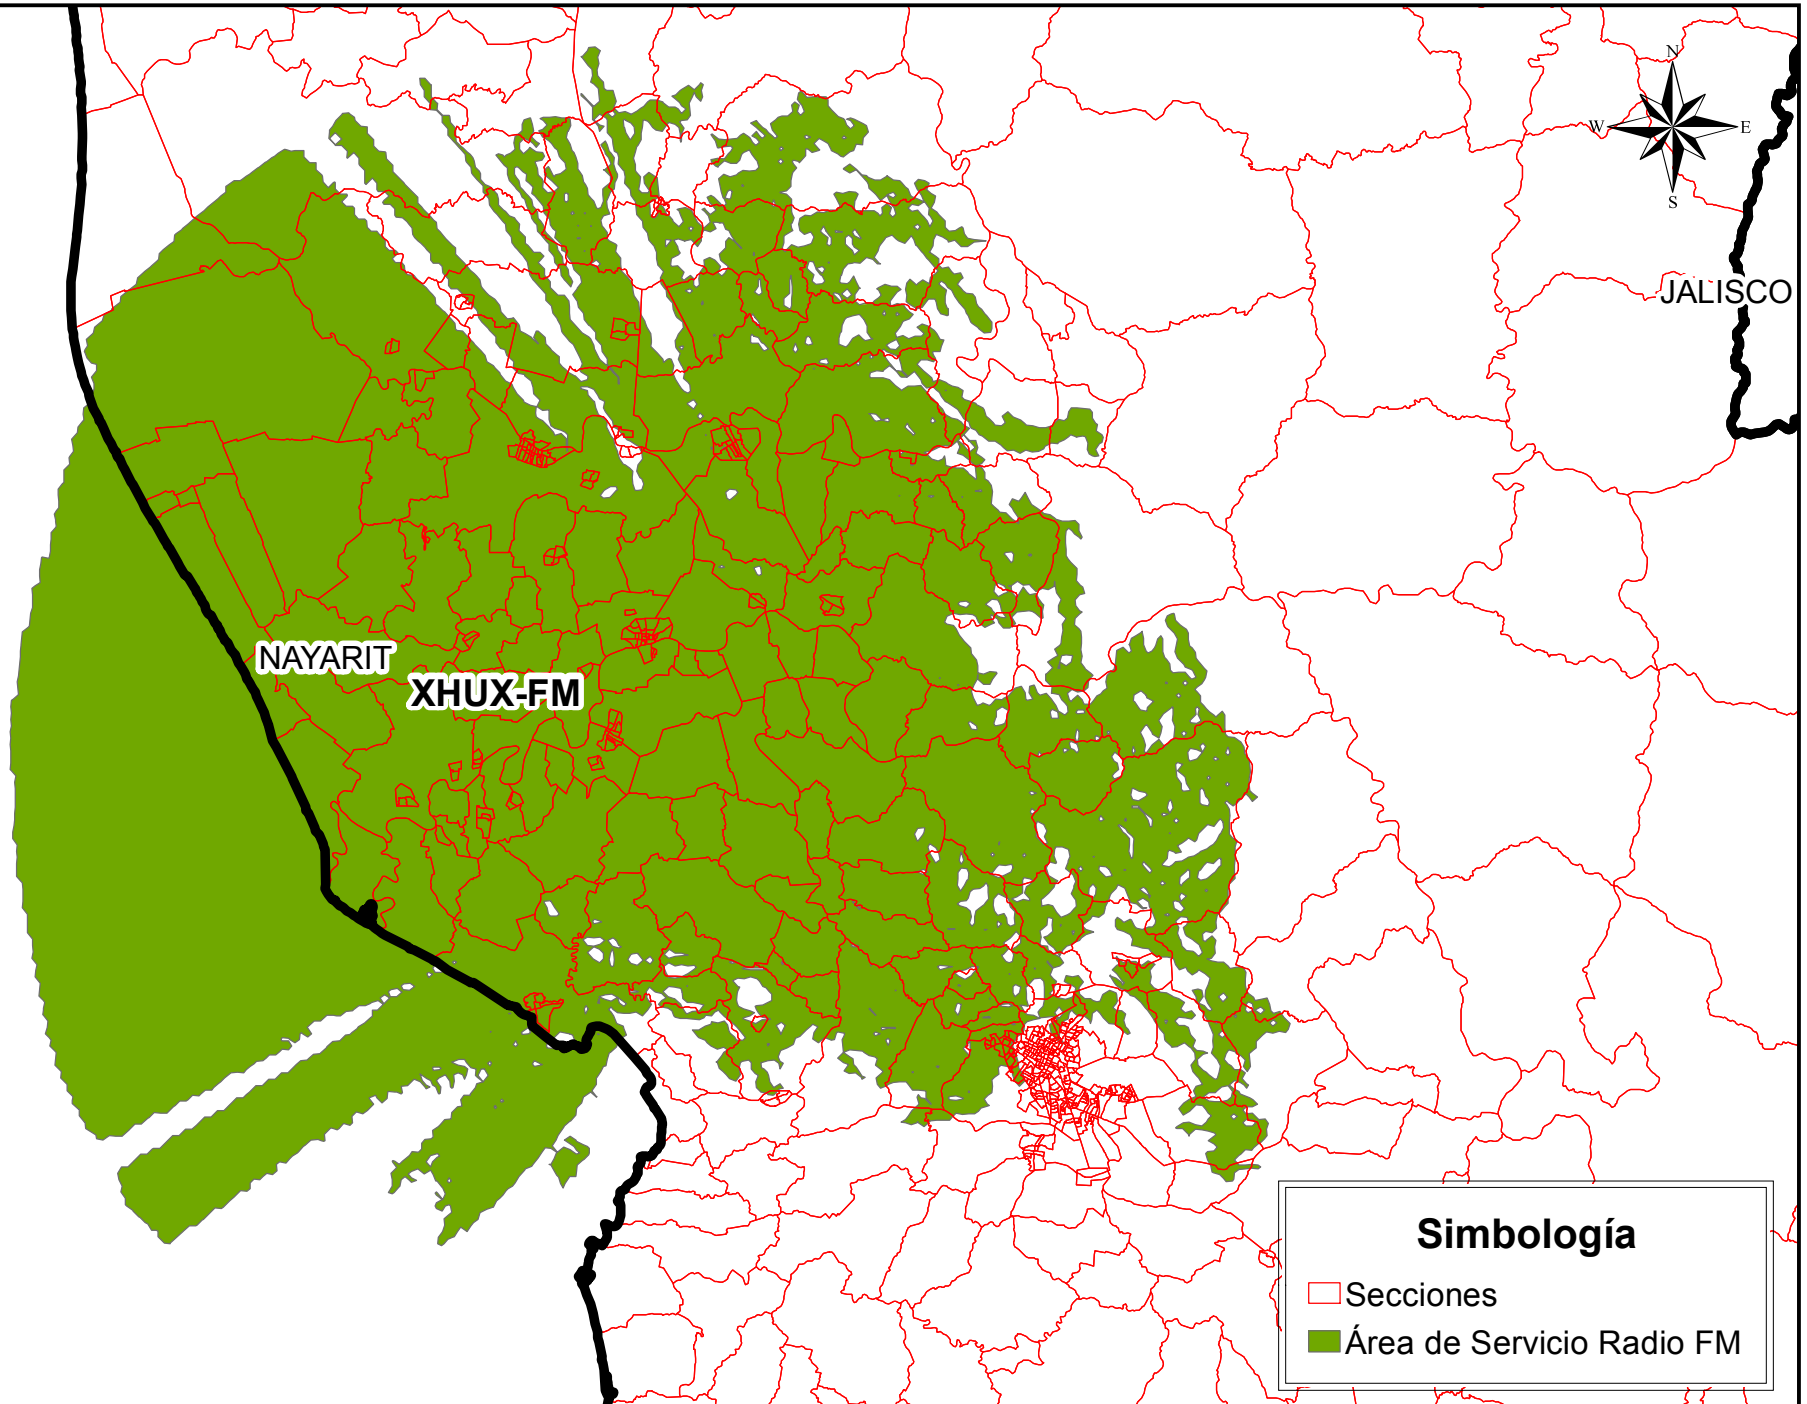 N
W E
S
JALISCO
NAYARIT
XHUX-FM
Simbología
Secciones
Área de Servicio Radio FM